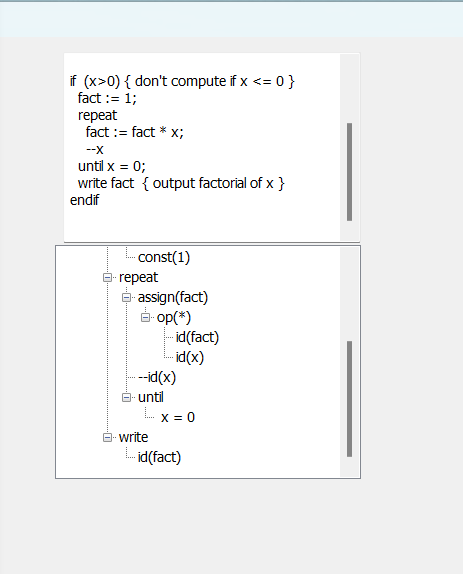 if (x>0) { don't compute if x <= 0 }
fact := 1;
repeat
fact := fact * x;
--x
until x = 0;
write fact { output factorial of x }
endif
const(1)
repeat
assign(fact)
op(*)
id(fact)
id(x)
--id(x)
until
x = 0
write
id(fact)